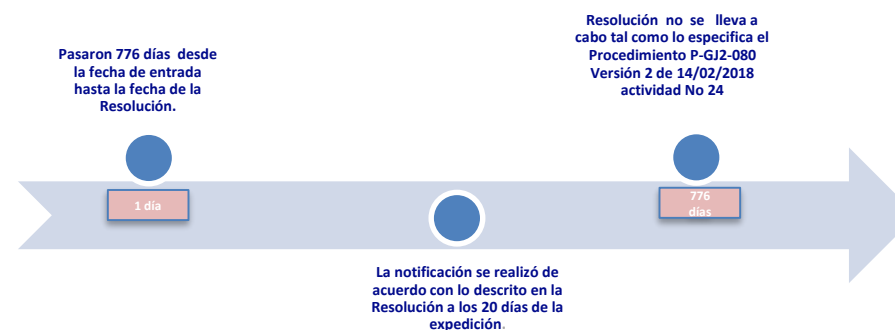 Pasaron 776 días desde
la fecha de entrada
hasta la fecha de la
Resolución.
1 día
La notificación se realizó de
acuerdo con lo descrito en la
Resolución a los 20 días de la
expedición.
Resolución no se lleva a
cabo tal como lo especifica el
Procedimiento P-GJ2-080
Versión 2 de 14/02/2018
actividad No 24
776
días